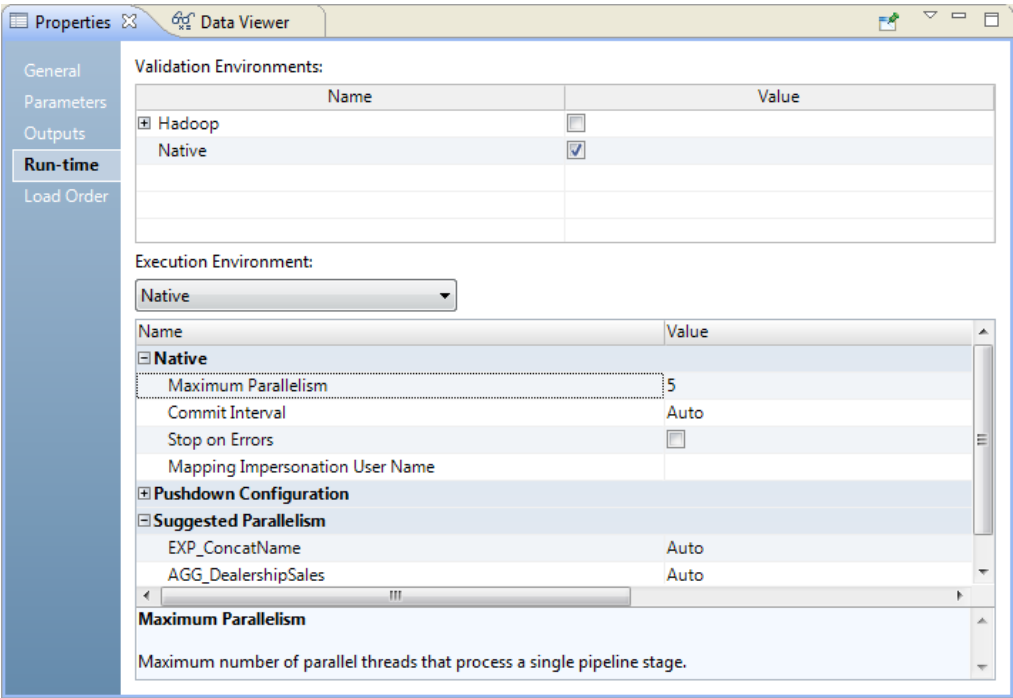 Properties Data Viewer
General
Parameters
Outputs
Run-time
Load Order
Validation Environments:
Name Value
Hadoop
Native
Execution Environment:
Native
Name Value
Native
Maximum Parallelism 5
Commit Interval Auto
Stop on Errors
Mapping Impersonation User Name
Pushdown Configuration
Suggested Parallelism
EXP_ConcatName Auto
AGG_DealershipSales Auto
Maximum Parallelism
Maximum number of parallel threads that process a single pipeline stage.